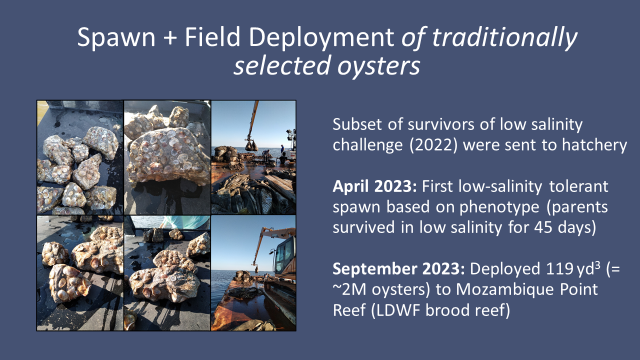 Spawn + Field Deployment of traditionally
selected oysters
Subset of survivors of low salinity
challenge (2022) were sent to hatchery
April 2023: First low-salinity tolerant
spawn based on phenotype (parents
survived in low salinity for 45 days)
September 2023: Deployed 119 yd³ (=
~2M oysters) to Mozambique Point
Reef (LDWF brood reef)